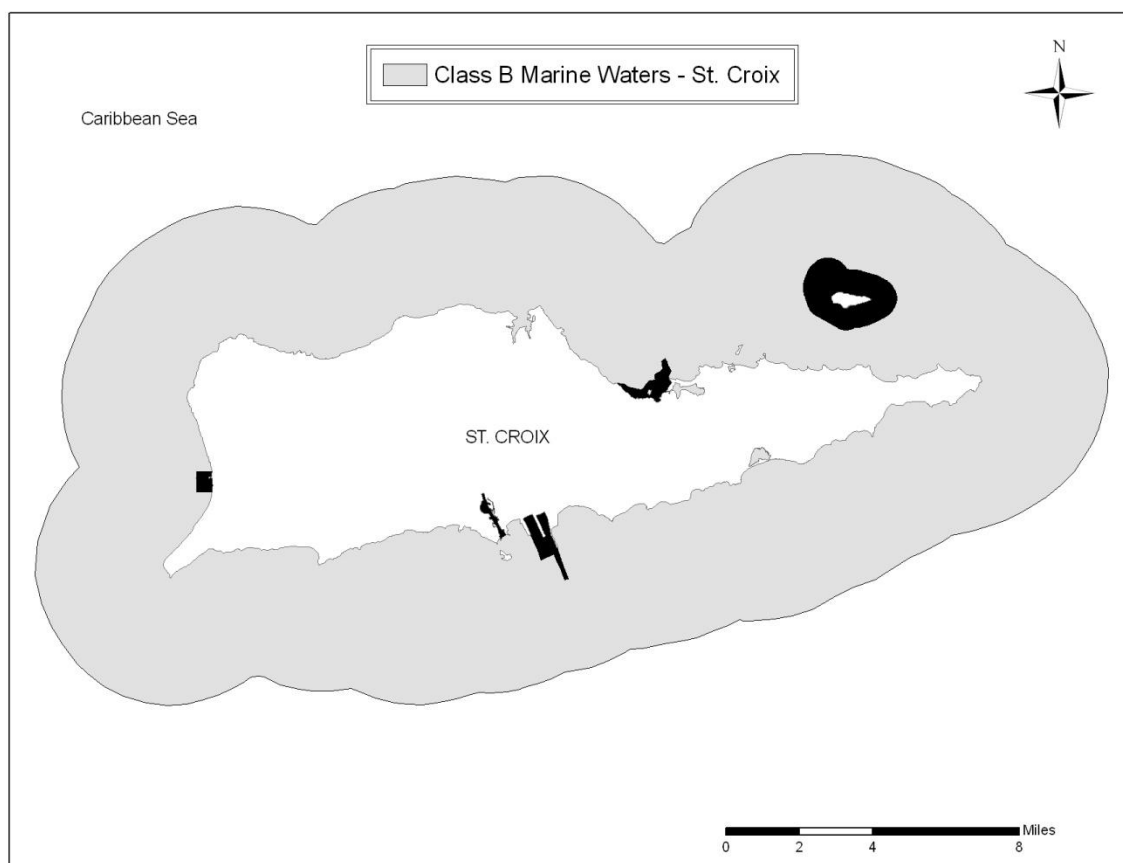 Class B Marine Waters - St. Croix
N
Caribbean Sea
ST. CROIX
Miles
0 2 4 8